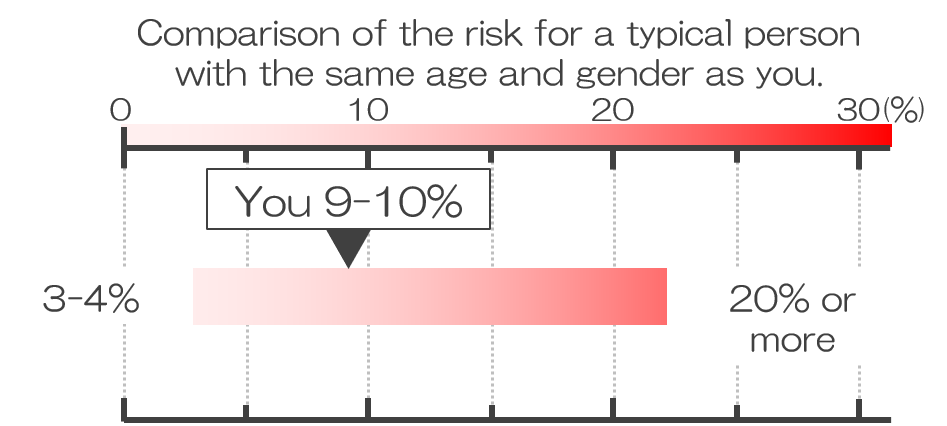 Comparison of the risk for a typical person
with the same age and gender as you.
0 10 20 30(%)
You 9-10%
3-4%
20% or
more